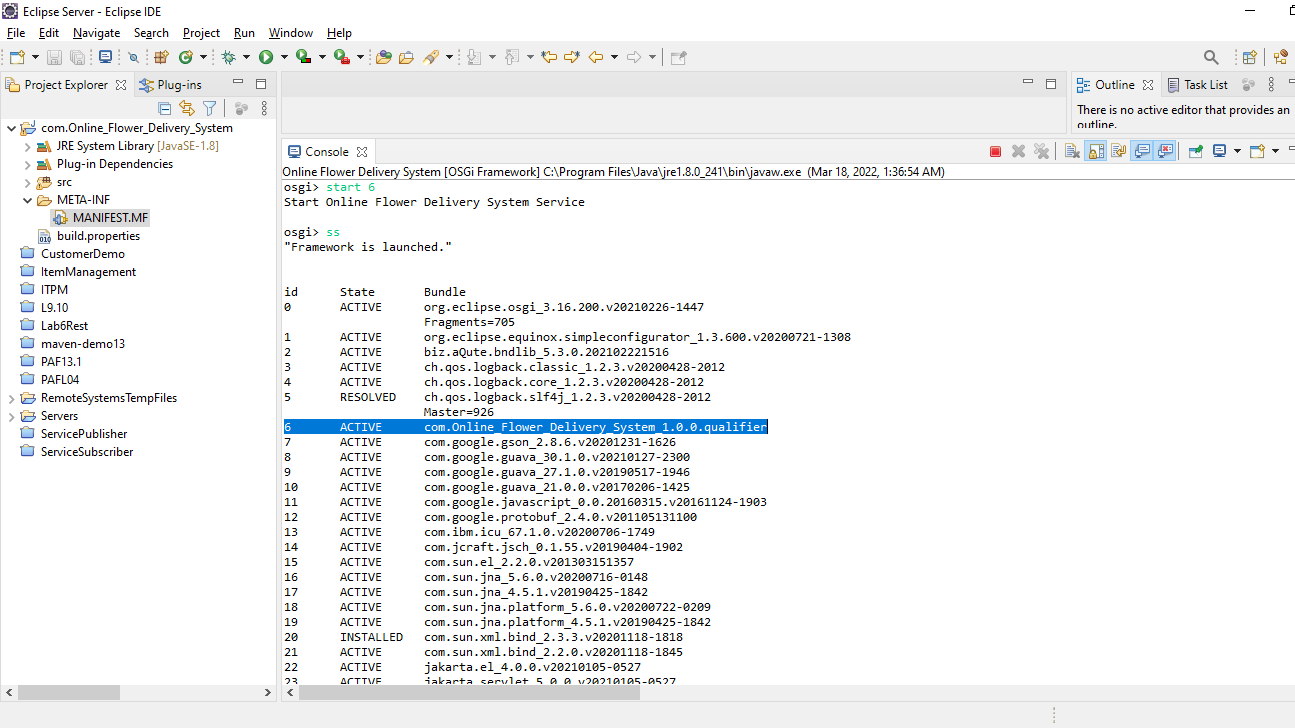 Eclipse Server - Eclipse IDE
File Edit Navigate Search Project Run Window Help
Project Explorer
Plug-ins
com.Online_Flower_Delivery_System
JRE System Library [JavaSE-1.8]
Plug-in Dependencies
src
META-INF
MANIFEST.MF
build.properties
CustomerDemo
ItemManagement
ITPM
L9.10
Lab6Rest
maven-demo13
PAF13.1
PAFL04
RemoteSystemsTempFiles
Servers
ServicePublisher
ServiceSubscriber
Outline
Task List
There is no active editor that provides an
outline.
Console
Online Flower Delivery System [OSGi Framework] C:\Program Files\Java\jre1.8.0_241\bin\javaw.exe (Mar 18, 2022, 1:36:54 AM)
osgi> start 6
Start Online Flower Delivery System Service
osgi> ss
"Framework is launched."
id State Bundle
0 ACTIVE org.eclipse.osgi_3.16.200.v20210226-1447
Fragments=705
1 ACTIVE org.eclipse.equinox.simpleconfigurator_1.3.600.v20200721-1308
2 ACTIVE biz.aQute.bndlib_5.3.0.202102221516
3 ACTIVE ch.qos.logback.classic_1.2.3.v20200428-2012
4 ACTIVE ch.qos.logback.core_1.2.3.v20200428-2012
5 RESOLVED ch.qos.logback.slf4j_1.2.3.v20200428-2012
Master=926
6 ACTIVE com.Online_Flower_Delivery_System_1.0.0.qualifier
7 ACTIVE com.google.gson_2.8.6.v20201231-1626
8 ACTIVE com.google.guava_30.1.0.v20210127-2300
9 ACTIVE com.google.guava_27.1.0.v20190517-1946
10 ACTIVE com.google.guava_21.0.0.v20170206-1425
11 ACTIVE com.google.javascript_0.0.20160315.v20161124-1903
12 ACTIVE com.google.protobuf_2.4.0.v201105131100
13 ACTIVE com.ibm.icu_67.1.0.v20200706-1749
14 ACTIVE com.jcraft.jsch_0.1.55.v20190404-1902
15 ACTIVE com.sun.el_2.2.0.v201303151357
16 ACTIVE com.sun.jna_5.6.0.v20200716-0148
17 ACTIVE com.sun.jna_4.5.1.v20190425-1842
18 ACTIVE com.sun.jna.platform_5.6.0.v20200722-0209
19 ACTIVE com.sun.jna.platform_4.5.1.v20190425-1842
20 INSTALLED com.sun.xml.bind_2.3.3.v20201118-1818
21 ACTIVE com.sun.xml.bind_2.2.0.v20201118-1845
22 ACTIVE jakarta.el_4.0.0.v20210105-0527
23 ACTIVE jakarta.servlet_5.0.0.v20210105-0527